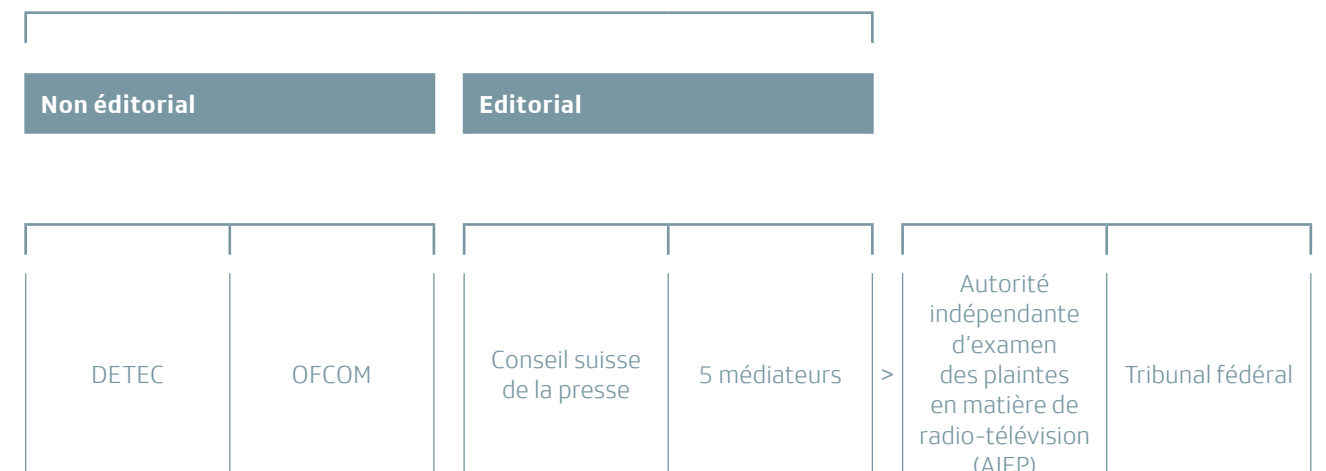 Non éditorial
Editorial
DETEC
OFCOM
Conseil suisse
de la presse
5 médiateurs
>
Autorité
indépendante
d'examen
des plaintes
en matière de
radio-télévision
(AIEP)
Tribunal fédéral